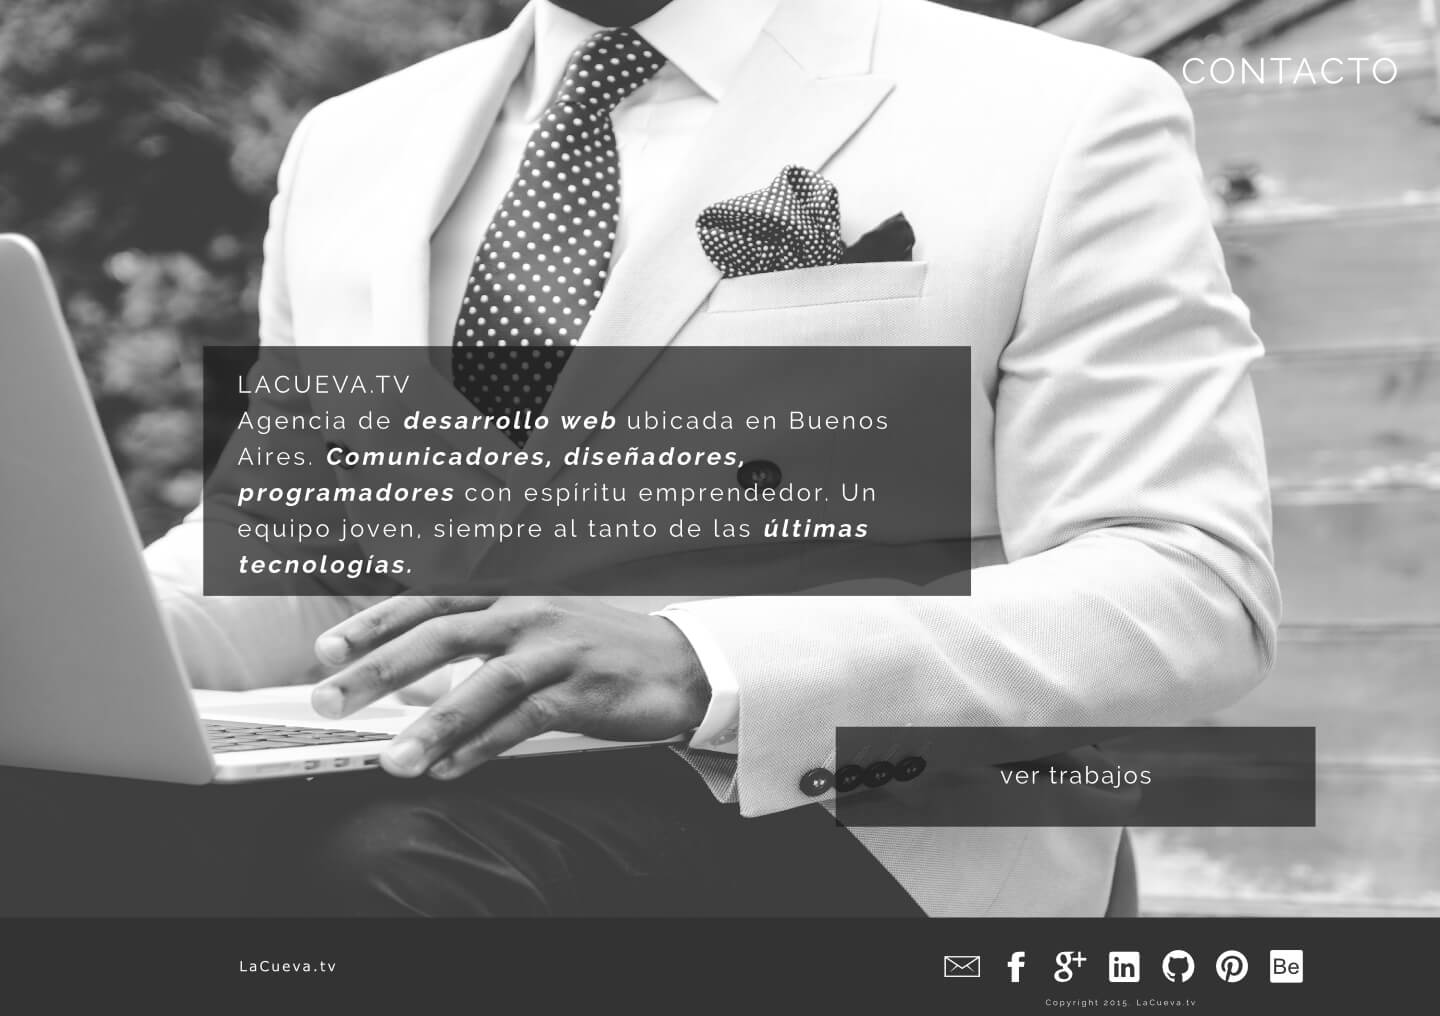 CONTACTO
LACUEVA.TV
Agencia de desarrollo web ubicada en Buenos
Aires. Comunicadores, diseñadores,
programadores con espíritu emprendedor. Un
equipo joven, siempre al tanto de las últimas
tecnologías.
ver trabajos
LaCueva.tv
f g+ in Be
Copyright 2015. LaCueva.tv